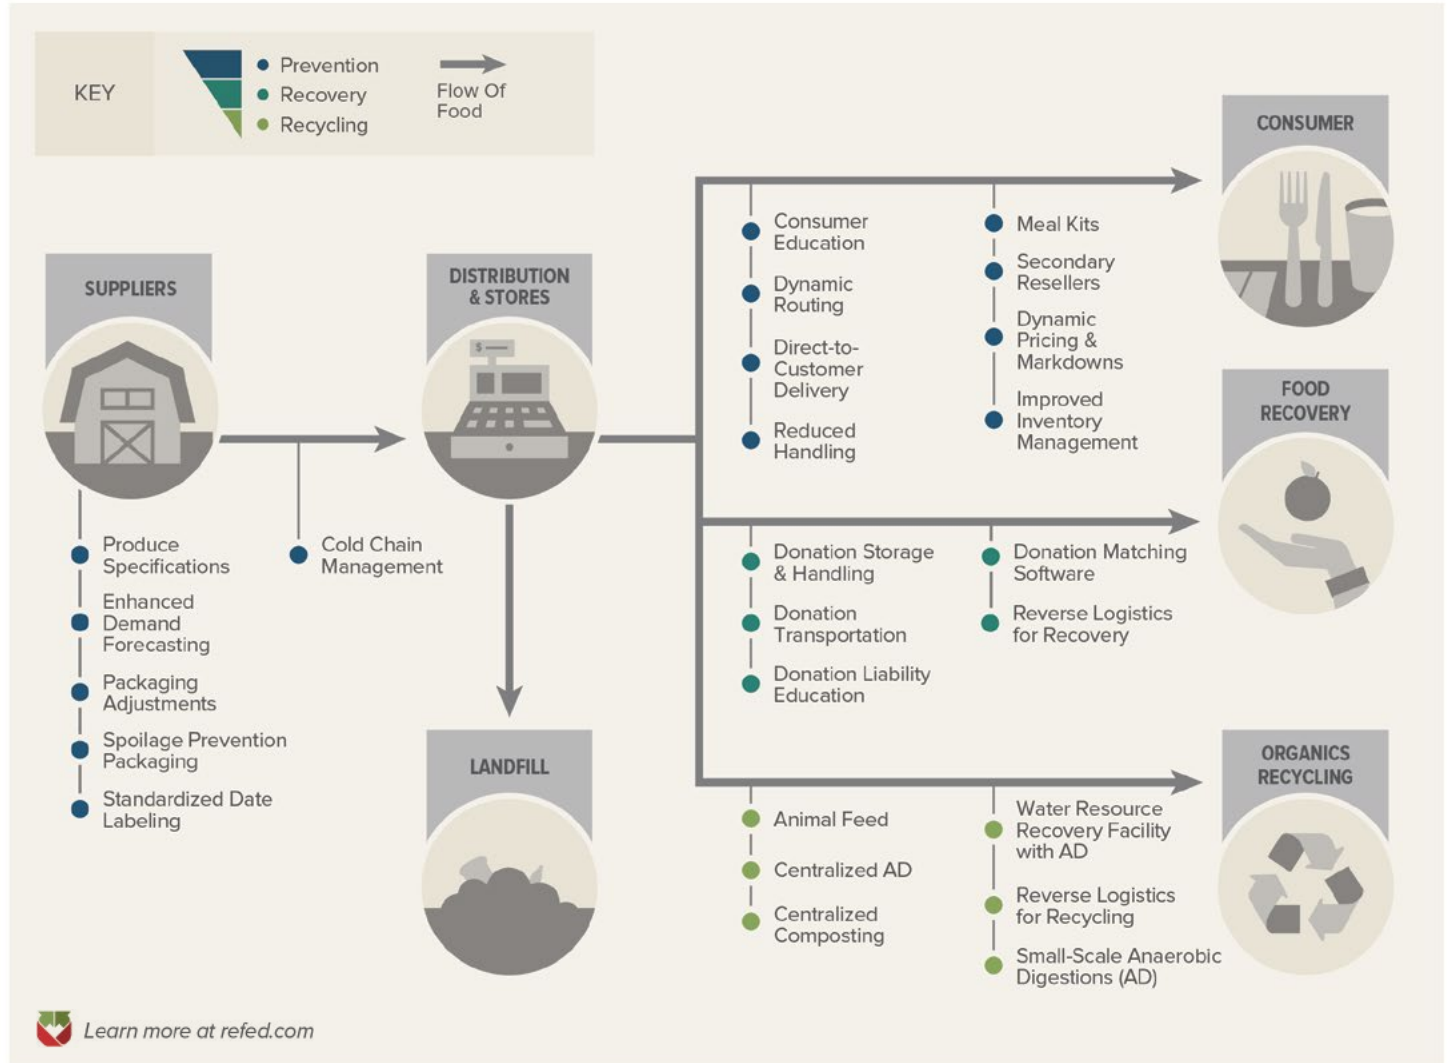 KEY
Prevention
Recovery
Recycling
Flow Of
Food
SUPPLIERS
Produce
Specifications
Enhanced
Demand
Forecasting
Packaging
Adjustments
Spoilage Prevention
Packaging
Standardized Date
Labeling
Cold Chain
Management
DISTRIBUTION
& STORES
$
LANDFILL
Consumer
Education
Dynamic
Routing
Direct-to-
Customer
Delivery
Reduced
Handling
Meal Kits
Secondary
Resellers
Dynamic
Pricing &
Markdowns
Improved
Inventory
Management
CONSUMER
Donation Storage
& Handling
Donation
Transportation
Donation Liability
Education
Donation Matching
Software
Reverse Logistics
for Recovery
FOOD
RECOVERY
Animal Feed
Centralized AD
Centralized
Composting
Water Resource
Recovery Facility
with AD
Reverse Logistics
for Recycling
Small-Scale Anaerobic
Digestions (AD)
ORGANICS
RECYCLING
Learn more at refed.com